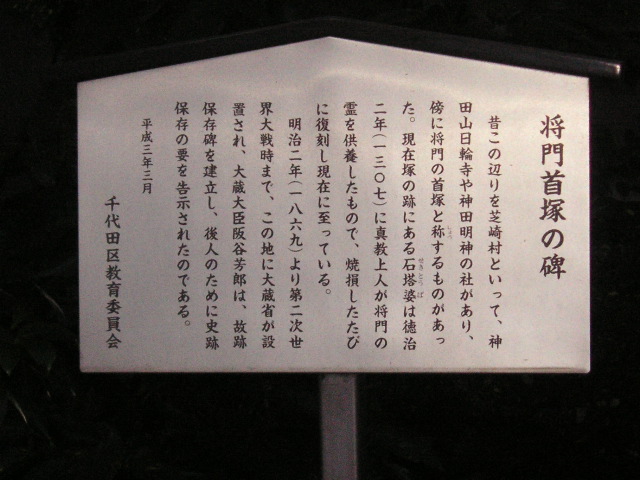 将門首塚の碑
昔この辺りを芝崎村といって、神
田山日輪寺や神田明神の社があり、
傍に将門の首塚と称するものがあっ
た。現在塚の跡にある石塔婆は徳治
二年(一三〇七)に真教上人が将門の
霊を供養したもので、焼損したたび
に復刻し現在に至っている。
明治二年(一八六九)より第二次世
界大戦時まで、この地に大蔵省が設
置され、大蔵大臣阪谷芳郎は、故跡
保存碑を建立し、後人のために史跡
保存の要を告示されたのである。
平成三年三月
千代田区教育委員会